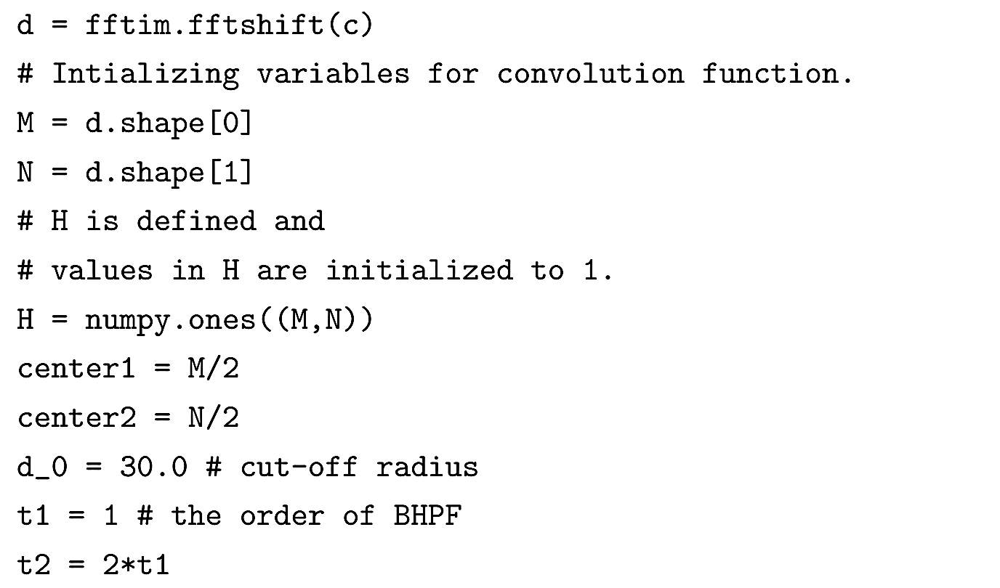 d = fftim.fftshift(c)
# Intializing variables for convolution function.
M = d.shape[0]
N = d.shape[1]
# H is defined and
# values in H are initialized to 1.
H = numpy.ones((M,N))
center1 = M/2
center2 = N/2
d_0 = 30.0 # cut-off radius
t1 = 1 # the order of BHPF
t2 = 2*t1